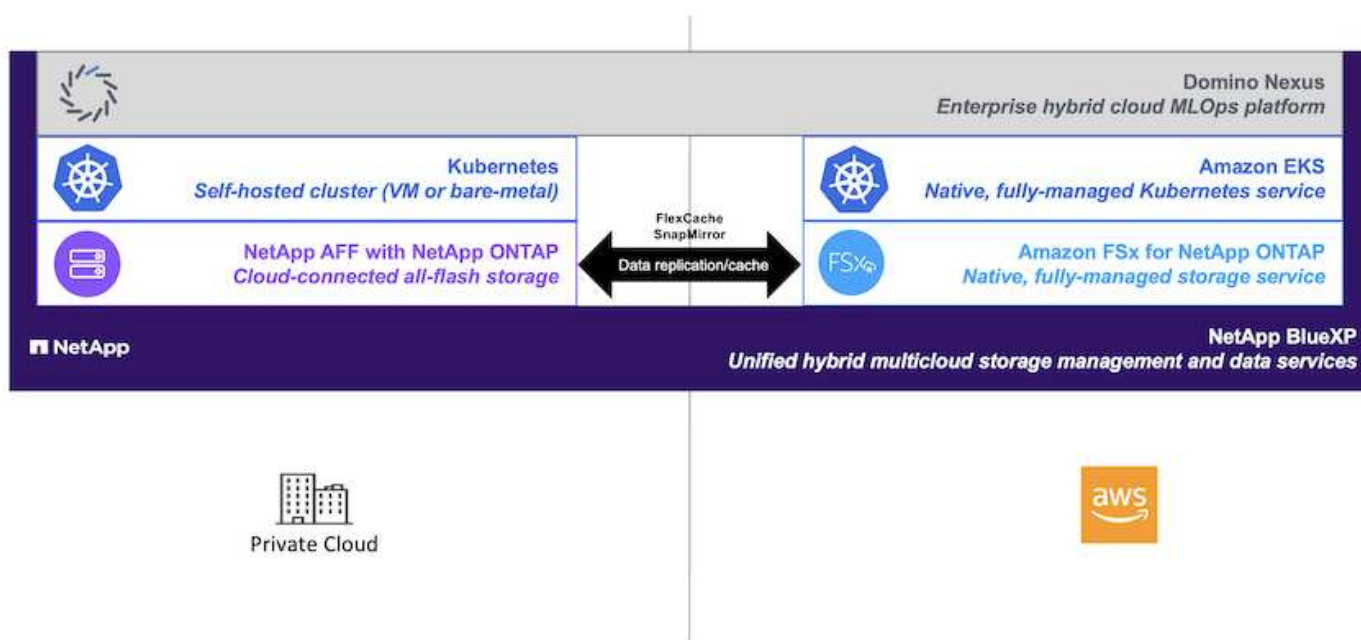 Domino Nexus
Enterprise hybrid cloud MLOps platform
Kubernetes
Self-hosted cluster (VM or bare-metal)
Amazon EKS
Native, fully-managed Kubernetes service
FlexCache
SnapMirror
Data replication/cache
NetApp AFF with NetApp ONTAP
Cloud-connected all-flash storage
FSx
Amazon FSx for NetApp ONTAP
Native, fully-managed storage service
NetApp
NetApp BlueXP
Unified hybrid multicloud storage management and data services
Private Cloud
aws